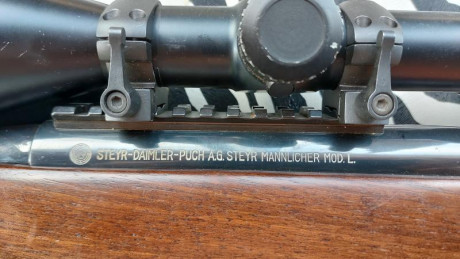 STEYR-DAIMLER-PUCH A.G. STEYR MANNLICHER MOD. L.